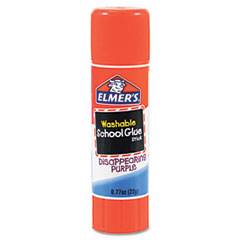 ELMER'S
Washable
School Glue
Stick
DISAPPEARING
PURPLE
0.77oz (22g)